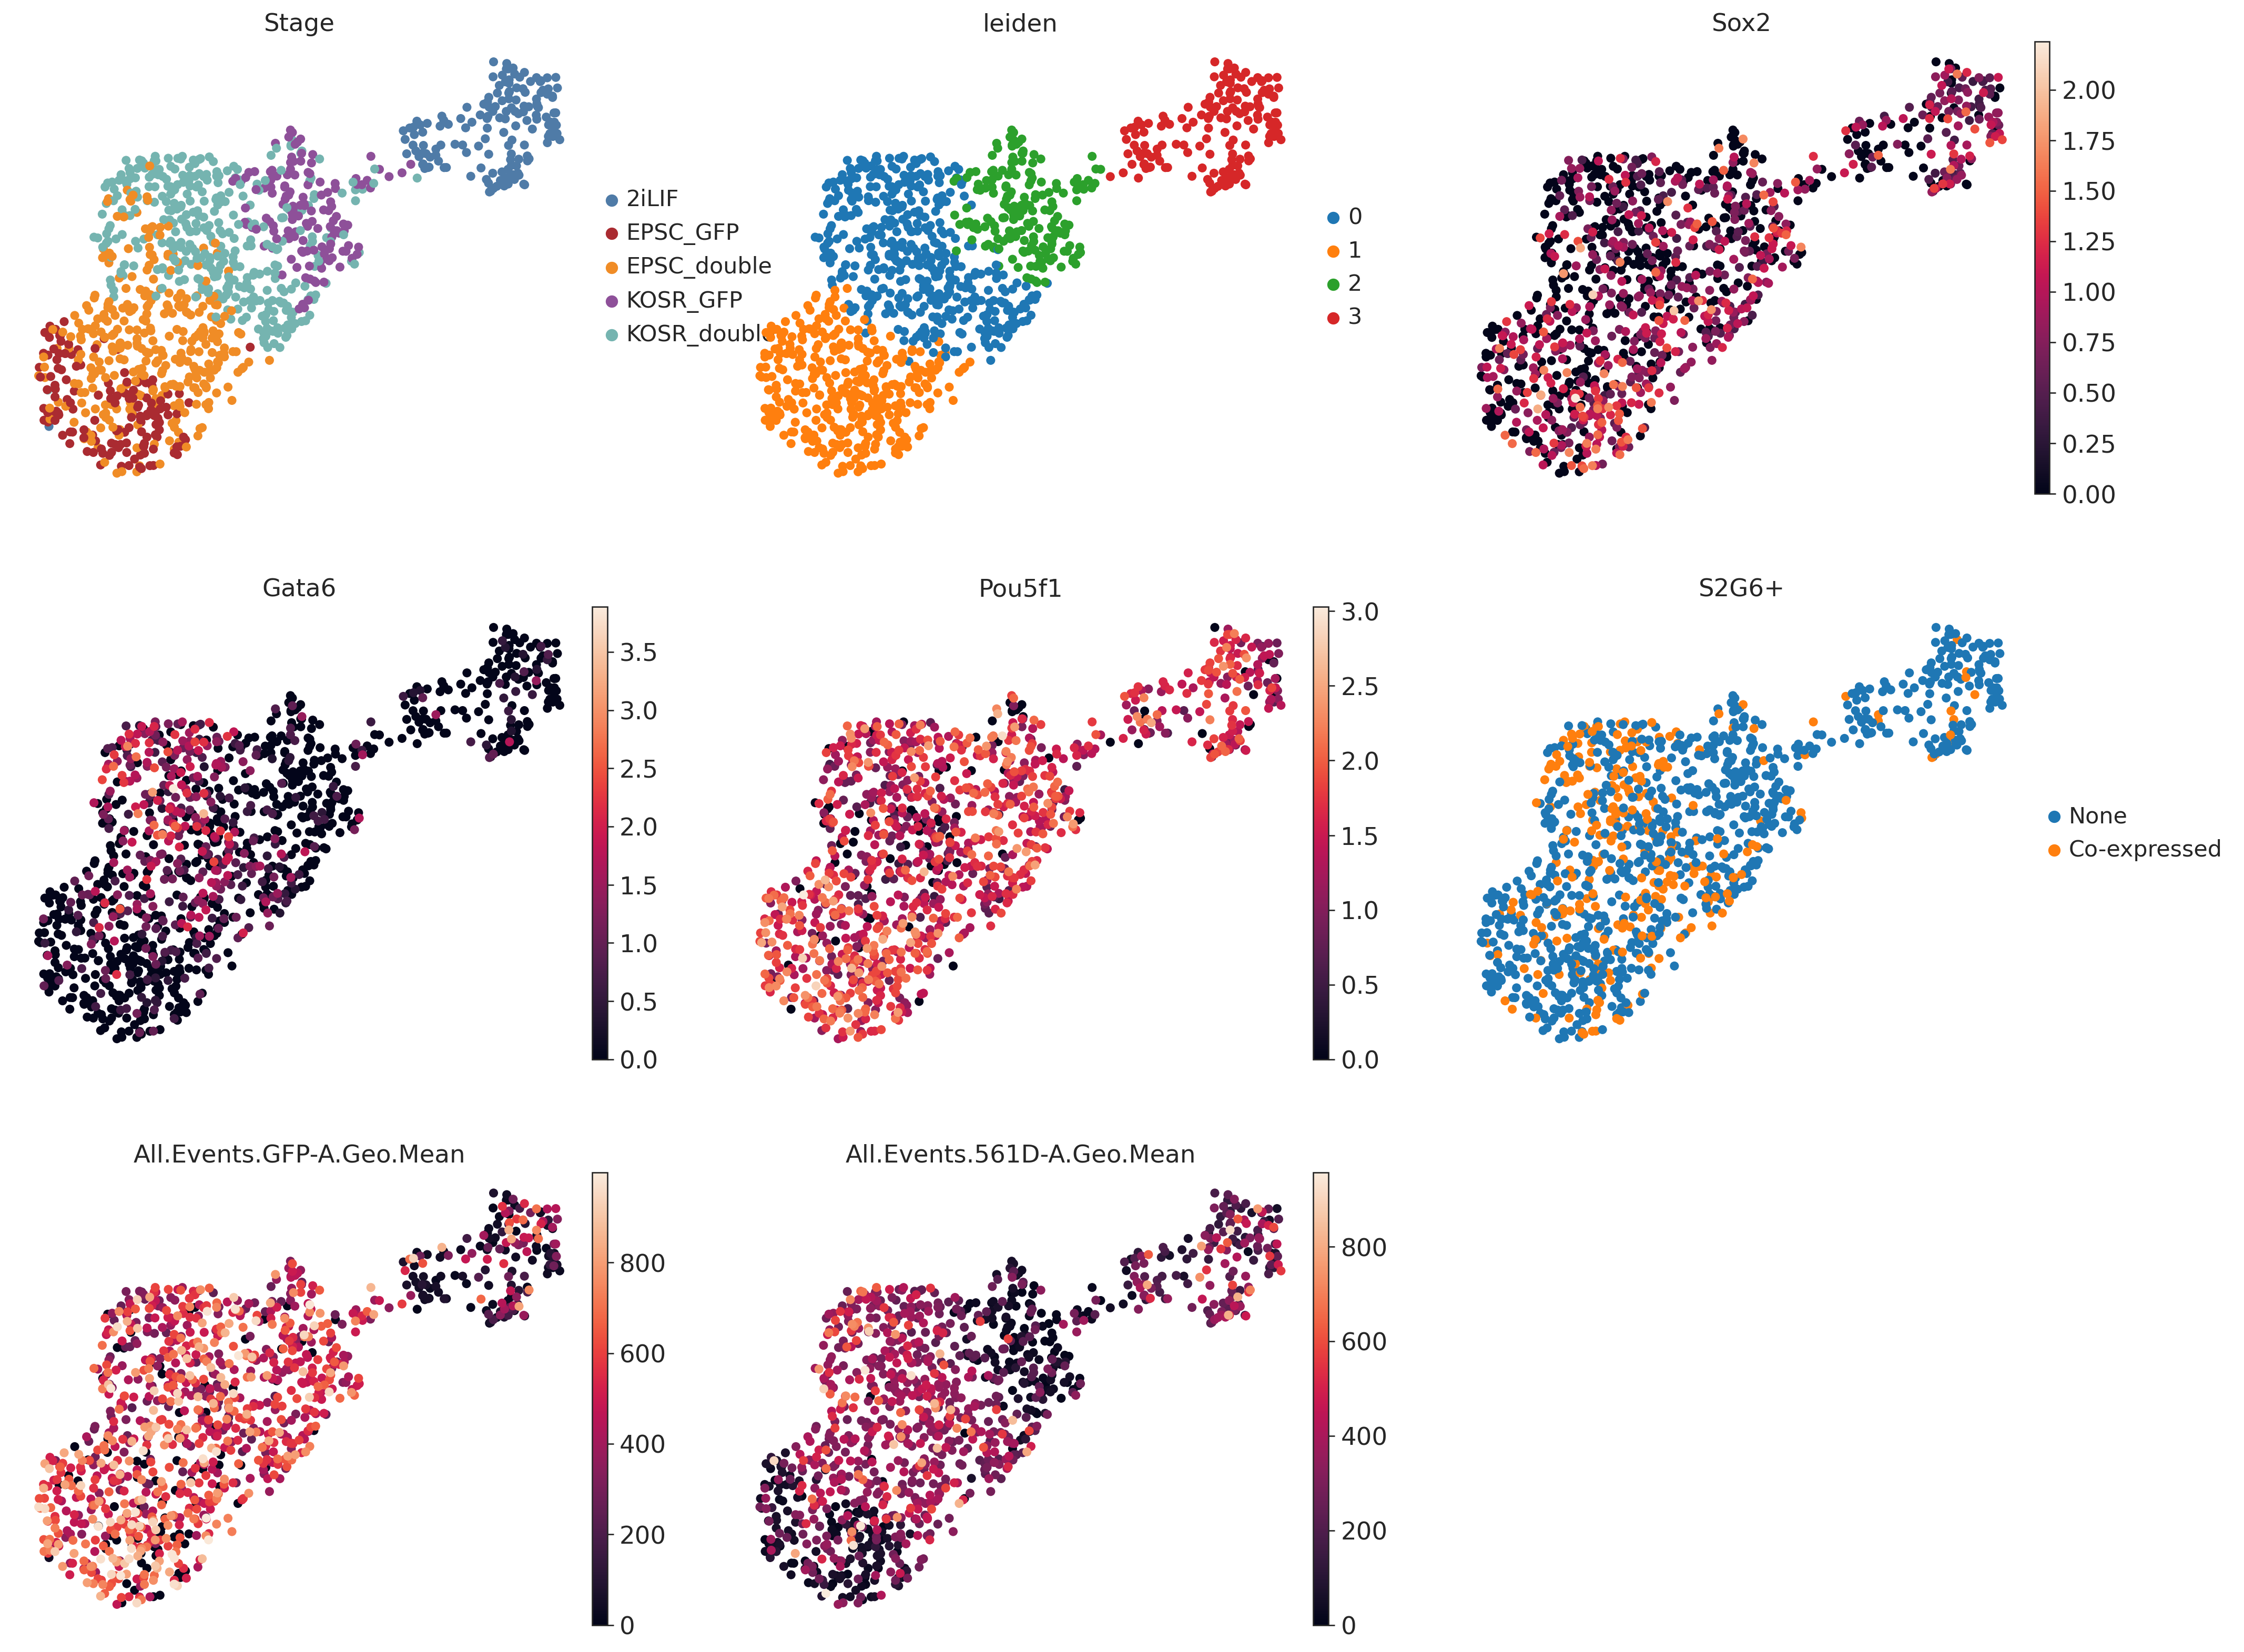 Stage
2iLIF
EPSC_GFP
EPSC_double
KOSR_GFP
KOSR_double
leiden
0
1
2
3
Sox2
2.00
1.75
1.50
1.25
1.00
0.75
0.50
0.25
0.00
Gata6
3.5
3.0
2.5
2.0
1.5
1.0
0.5
0.0
Pou5f1
3.0
2.5
2.0
1.5
1.0
0.5
0.0
S2G6+
None
Co-expressed
All.Events.GFP-A.Geo.Mean
800
600
400
200
0
All.Events.561D-A.Geo.Mean
800
600
400
200
0